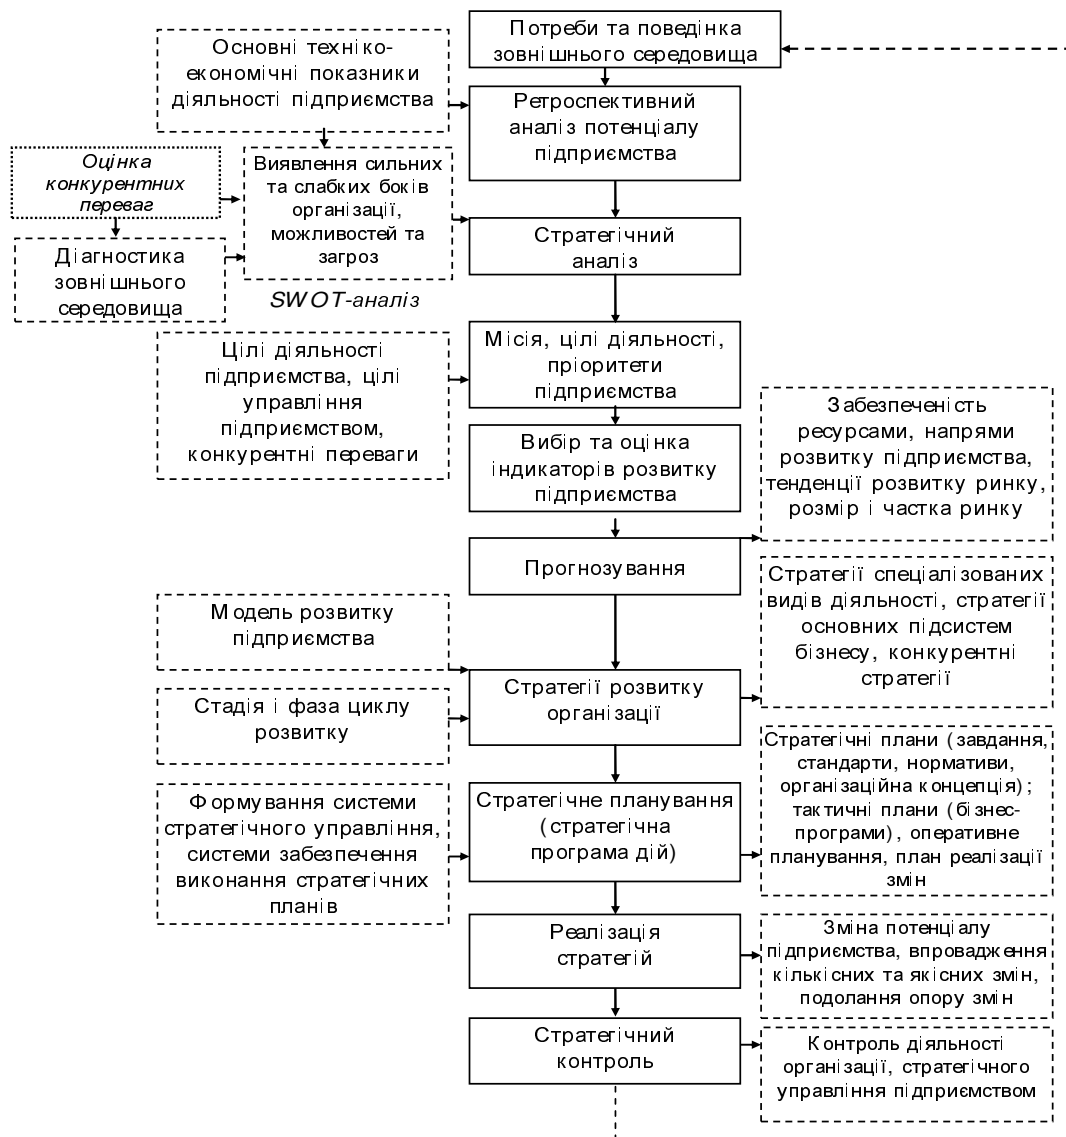 Потреби та поведінка
зовнішнього середовища
Основні техніко-
економічні показники
діяльності підприємства
Ретроспективний
аналіз потенціалу
підприємства
Оцінка
конкурентних
переваг
Виявлення сильних
та слабких боків
організації,
можливостей та
загроз
Стратегічний
аналіз
Діагностика
зовнішнього
середовища
SWOT-аналіз
Цілі діяльності
підприємства, цілі
управління
підприємством,
конкурентні переваги
Місія, цілі діяльності,
пріоритети
підприємства
Вибір та оцінка
індикаторів розвитку
підприємства
Забезпеченість
ресурсами, напрями
розвитку підприємства,
тенденції розвитку ринку,
розмір і частка ринку
Прогнозування
Стратегії спеціалізованих
видів діяльності, стратегії
основних підсистем
бізнесу, конкурентні
стратегії
Модель розвитку
підприємства
Стратегії розвитку
організації
Стадія і фаза циклу
розвитку
Стратегічні плани (завдання,
стандарти, нормативи,
організаційна концепція);
тактичні плани (бізнес-
програми), оперативне
планування, план реалізації
змін
Формування системи
стратегічного управління,
системи забезпечення
виконання стратегічних
планів
Стратегічне планування
(стратегічна
програма дій)
Реалізація
стратегій
Зміна потенціалу
підприємства, впровадження
кількісних та якісних змін,
подолання опору змін
Стратегічний
контроль
Контроль діяльності
організації, стратегічного
управління підприємством